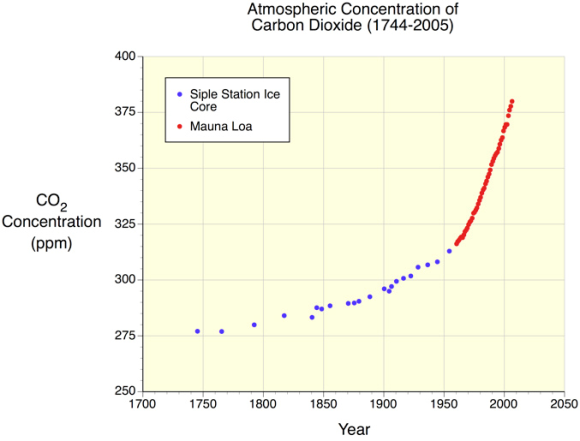 Atmospheric Concentration of
Carbon Dioxide (1744-2005)
400
375
350
325
300
275
250
CO2
Concentration
(ppm)
Siple Station Ice
Core
Mauna Loa
1700 1750 1800 1850 1900 1950 2000 2050
Year